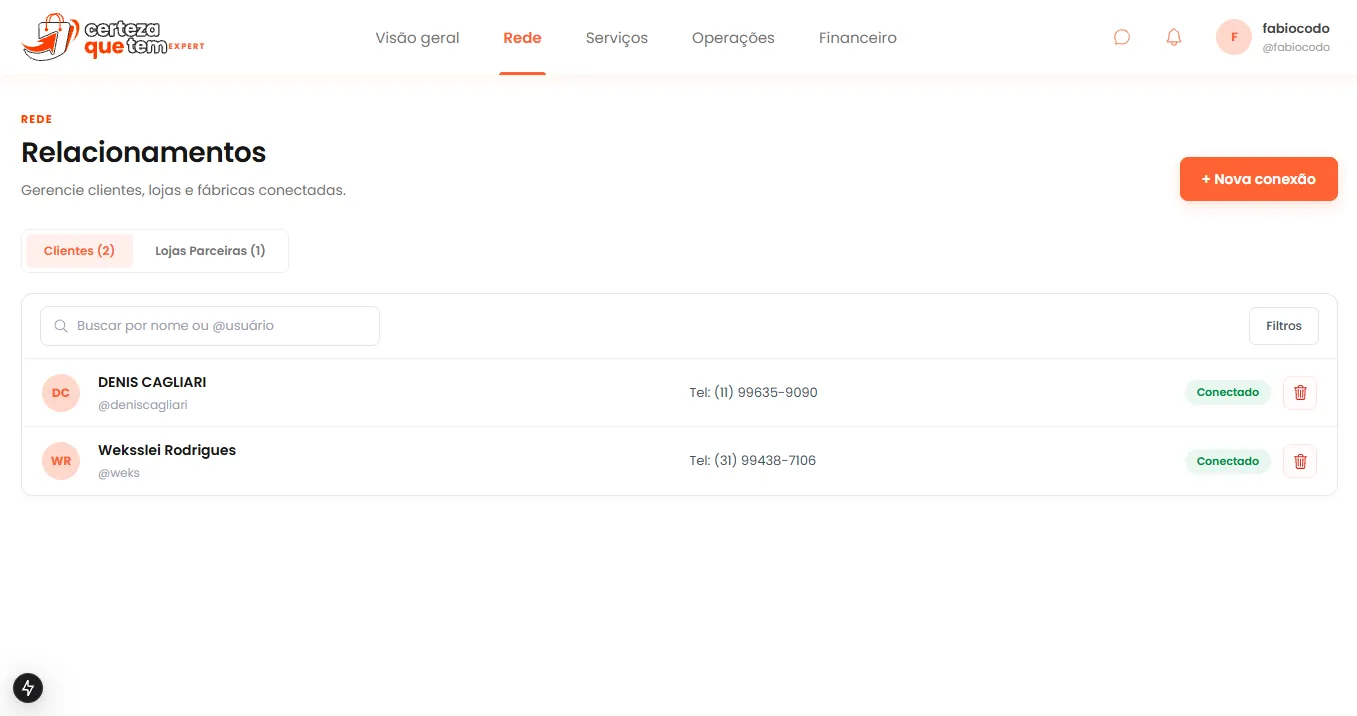 certeza
que tem EXPERT
Visão geral
Rede
Serviços
Operações
Financeiro
F
fabiocodo
@fabiocodo
REDE
Relacionamentos
Gerencie clientes, lojas e fábricas conectadas.
+ Nova conexão
Clientes (2)
Lojas Parceiras (1)
Buscar por nome ou @usuário
Filtros
DC
DENIS CAGLIARI
@deniscagliari
Tel: (11) 99635-9090
Conectado
WR
Weksslei Rodrigues
@weks
Tel: (31) 99438-7106
Conectado